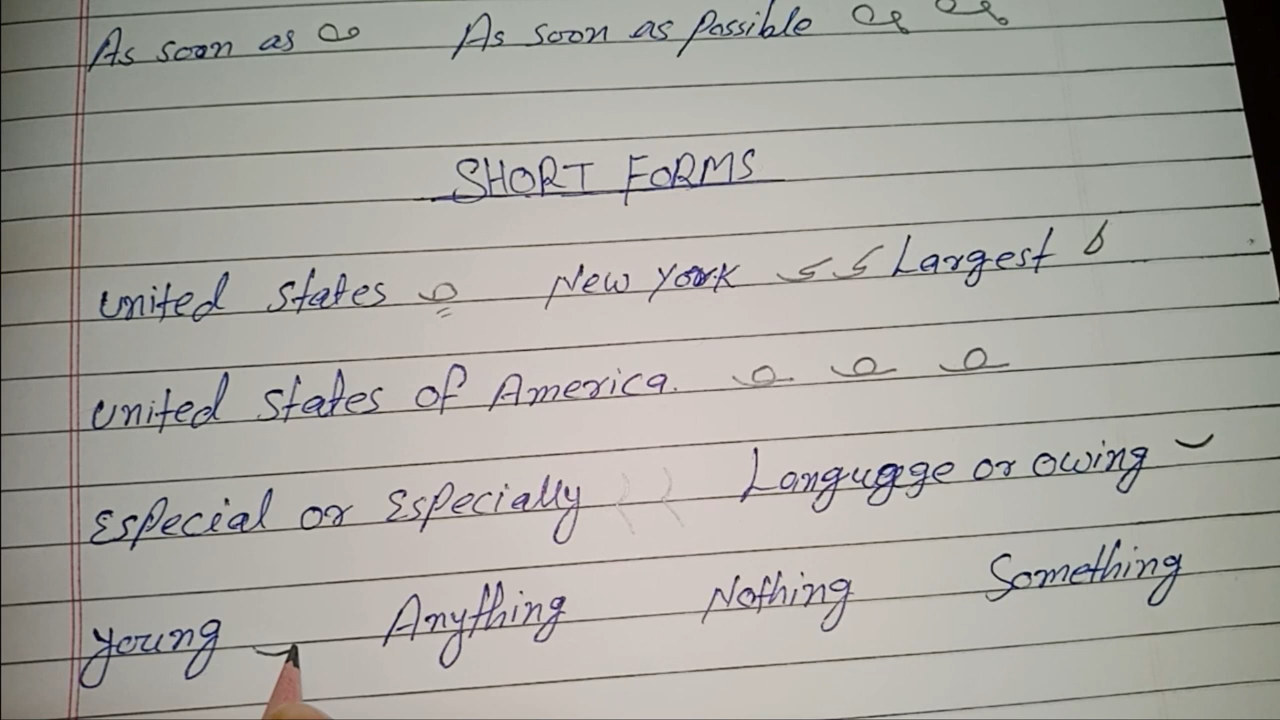 As soon as As soon as possible
SHORT FORMS
United States New York Largest
United States of America.
Especial or Especially Langugge or owing
Young Anything Nothing Something